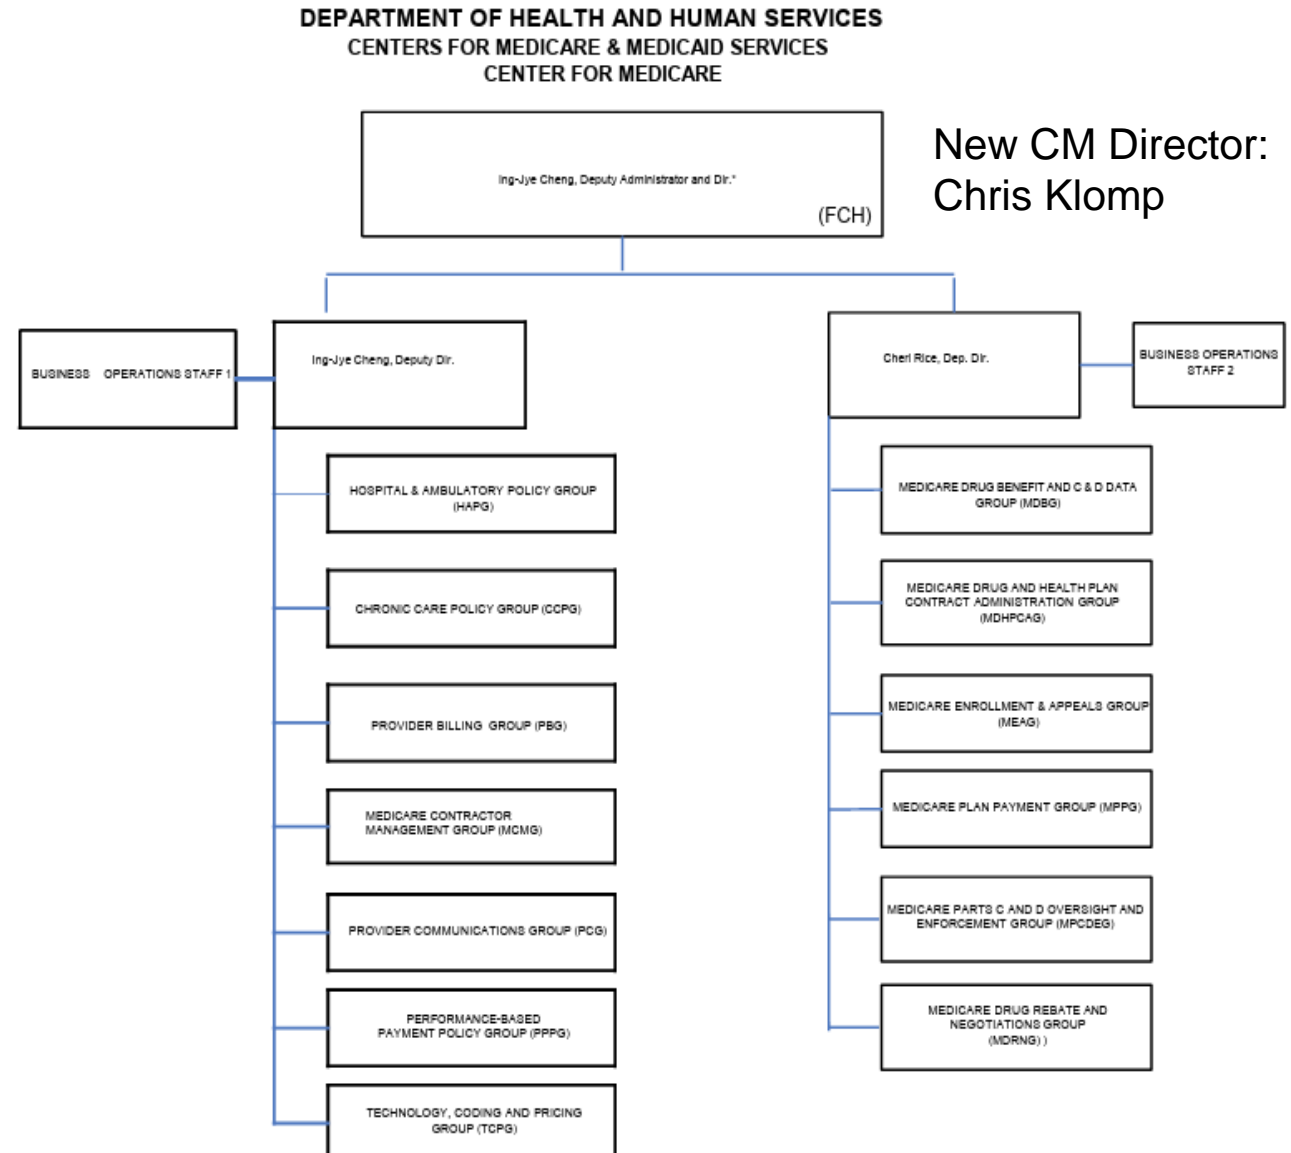 DEPARTMENT OF HEALTH AND HUMAN SERVICES
CENTERS FOR MEDICARE & MEDICAID SERVICES
CENTER FOR MEDICARE
Ing-Jye Cheng, Deputy Administrator and Dir.*
(FCH)
New CM Director:
Chris Klomp
BUSINESS OPERATIONS STAFF 1
Ing-Jye Cheng, Deputy Dir.
Cheri Rice, Dep. Dir.
BUSINESS OPERATIONS
STAFF 2
HOSPITAL & AMBULATORY POLICY GROUP
(HAPG)
CHRONIC CARE POLICY GROUP (CCPG)
PROVIDER BILLING GROUP (PBG)
MEDICARE CONTRACTOR
MANAGEMENT GROUP (MCMG)
PROVIDER COMMUNICATIONS GROUP (PCG)
PERFORMANCE-BASED
PAYMENT POLICY GROUP (PPPG)
TECHNOLOGY, CODING AND PRICING
GROUP (TCPG)
MEDICARE DRUG BENEFIT AND C & D DATA
GROUP (MDBG)
MEDICARE DRUG AND HEALTH PLAN
CONTRACT ADMINISTRATION GROUP
(MDHPCAG)
MEDICARE ENROLLMENT & APPEALS GROUP
(MEAG)
MEDICARE PLAN PAYMENT GROUP (MPPG)
MEDICARE PARTS C AND D OVERSIGHT AND
ENFORCEMENT GROUP (MPCDEG)
MEDICARE DRUG REBATE AND
NEGOTIATIONS GROUP
(MDRNG) )